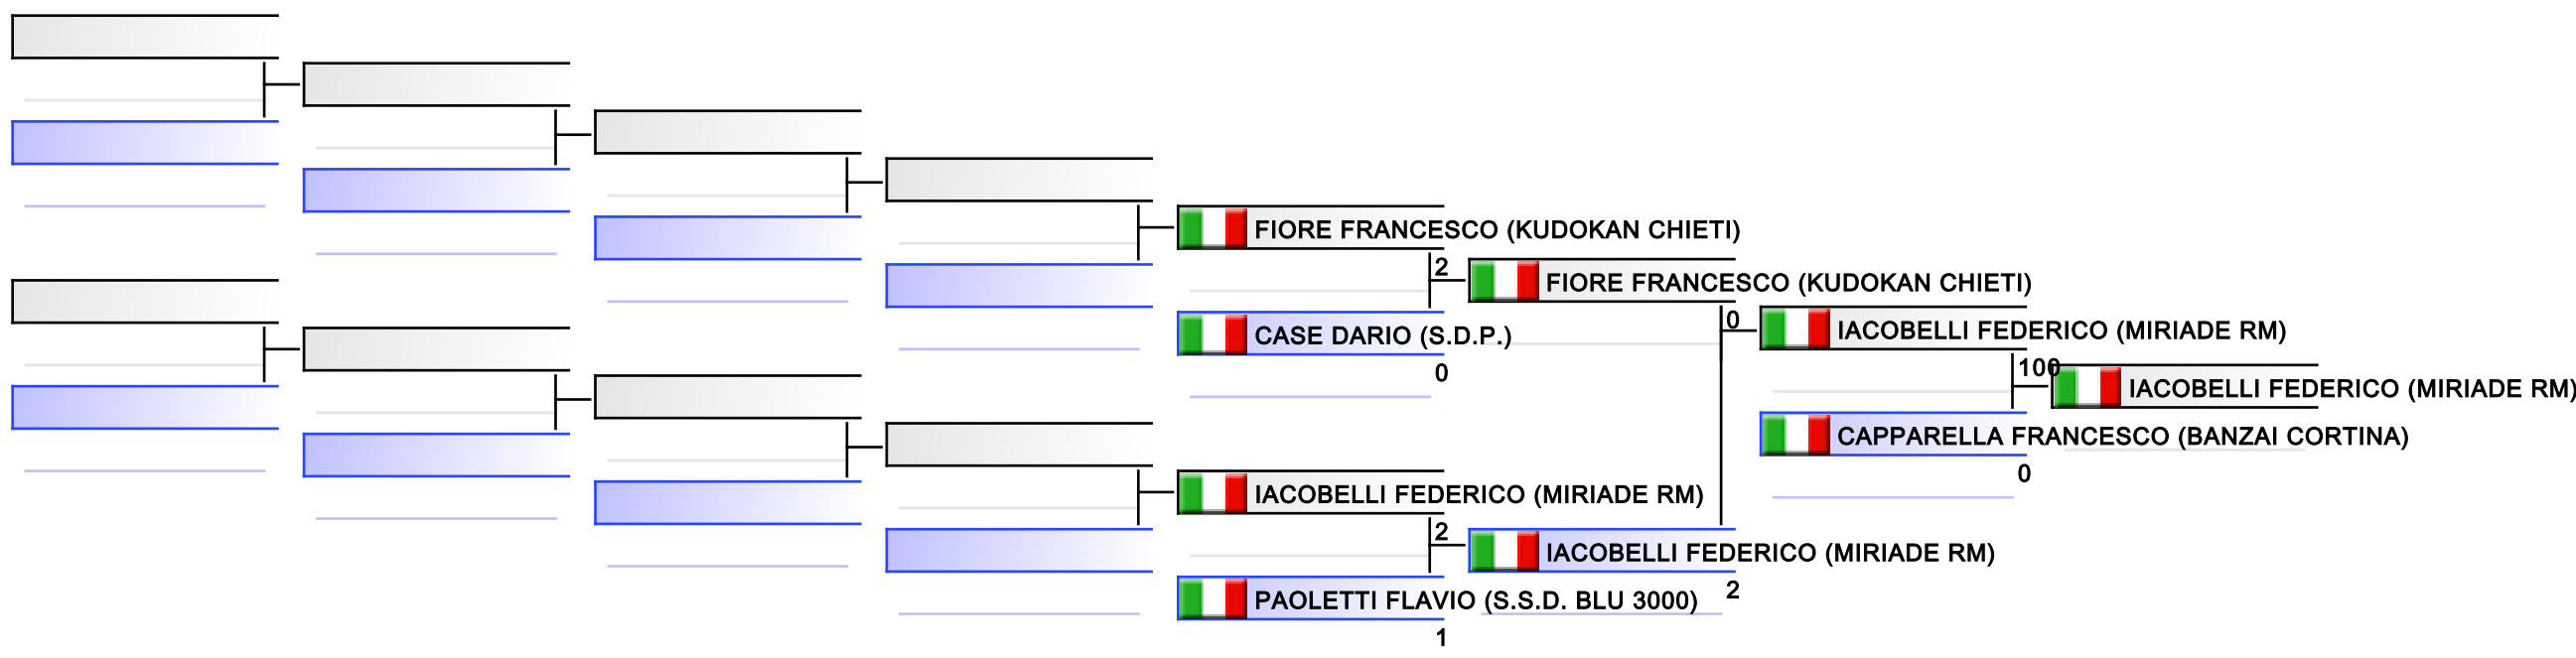 FIORE FRANCESCO (KUDOKAN CHIETI)
2
FIORE FRANCESCO (KUDOKAN CHIETI)
0
CASE DARIO (S.D.P.)
0
IACOBELLI FEDERICO (MIRIADE RM)
100
IACOBELLI FEDERICO (MIRIADE RM)
CAPPARELLA FRANCESCO (BANZAI CORTINA)
0
IACOBELLI FEDERICO (MIRIADE RM)
2
IACOBELLI FEDERICO (MIRIADE RM)
2
PAOLETTI FLAVIO (S.S.D. BLU 3000)
1